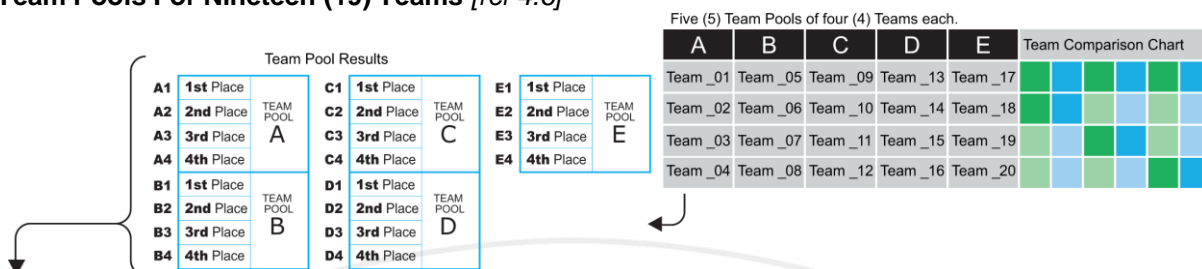 Team Pools For Nineteen (19) Teams [ref 4.6]
Five (5) Team Pools of four (4) Teams each.
A B C D E Team Comparison Chart
Team _01 Team _05 Team _09 Team _13 Team _17
Team _02 Team _06 Team _10 Team _14 Team _18
Team _03 Team _07 Team _11 Team _15 Team _19
Team _04 Team _08 Team _12 Team _16 Team _20
Team Pool Results
A1 1st Place
A2 2nd Place
A3 3rd Place
A4 4th Place
TEAM
POOL
A
B1 1st Place
B2 2nd Place
B3 3rd Place
B4 4th Place
TEAM
POOL
B
C1 1st Place
C2 2nd Place
C3 3rd Place
C4 4th Place
TEAM
POOL
C
D1 1st Place
D2 2nd Place
D3 3rd Place
D4 4th Place
TEAM
POOL
D
E1 1st Place
E2 2nd Place
E3 3rd Place
E4 4th Place
TEAM
POOL
E